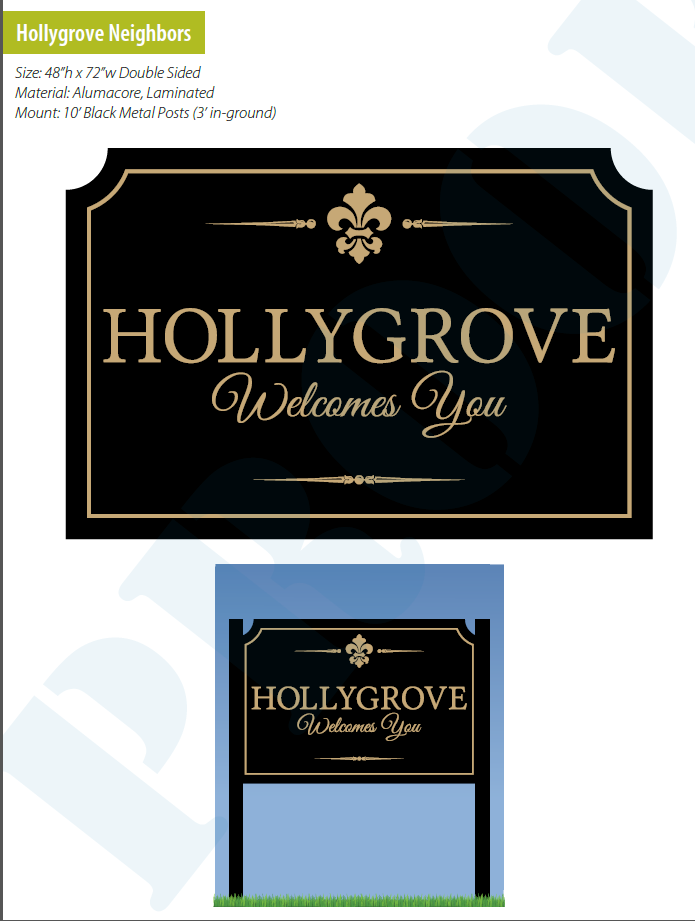 Hollygrove Neighbors
Size: 48”h x 72”w Double Sided
Material: Alumacore, Laminated
Mount: 10’ Black Metal Posts (3’ in-ground)
HOLLYGROVE
Welcomes You
HOLLYGROVE
Welcomes You
PROOF